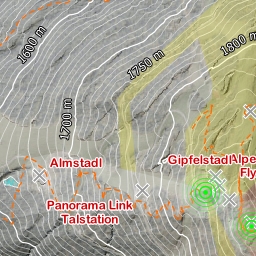 1600 m
1700 m
1750 m
1800 m
Almstadl
Gipfelstadl
Alpe
Fly
Panorama Link
Talstation